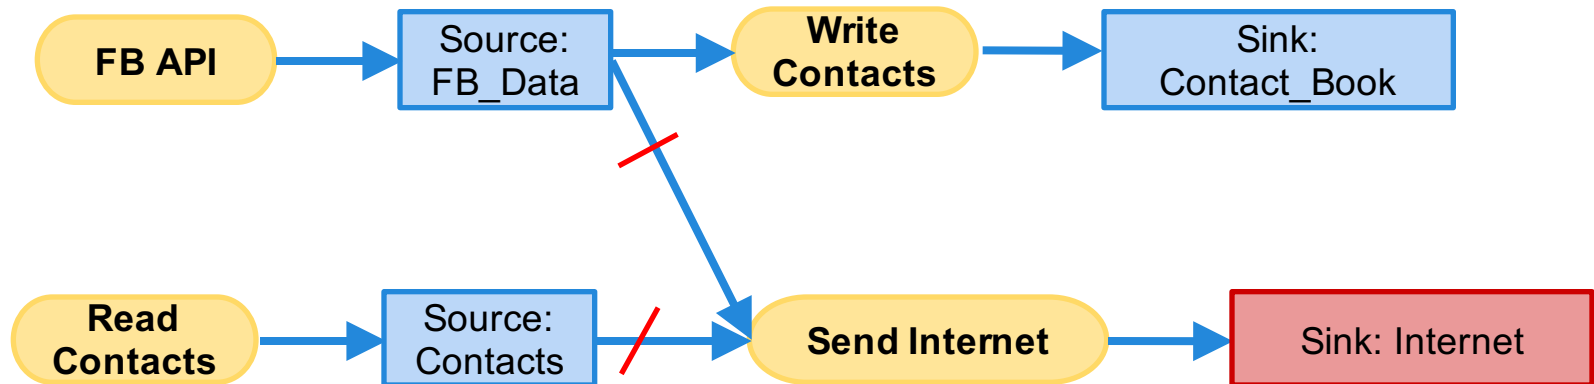 FB API
Source:
FB_Data
Write
Contacts
Sink:
Contact_Book
Read
Contacts
Source:
Contacts
Send Internet
Sink: Internet